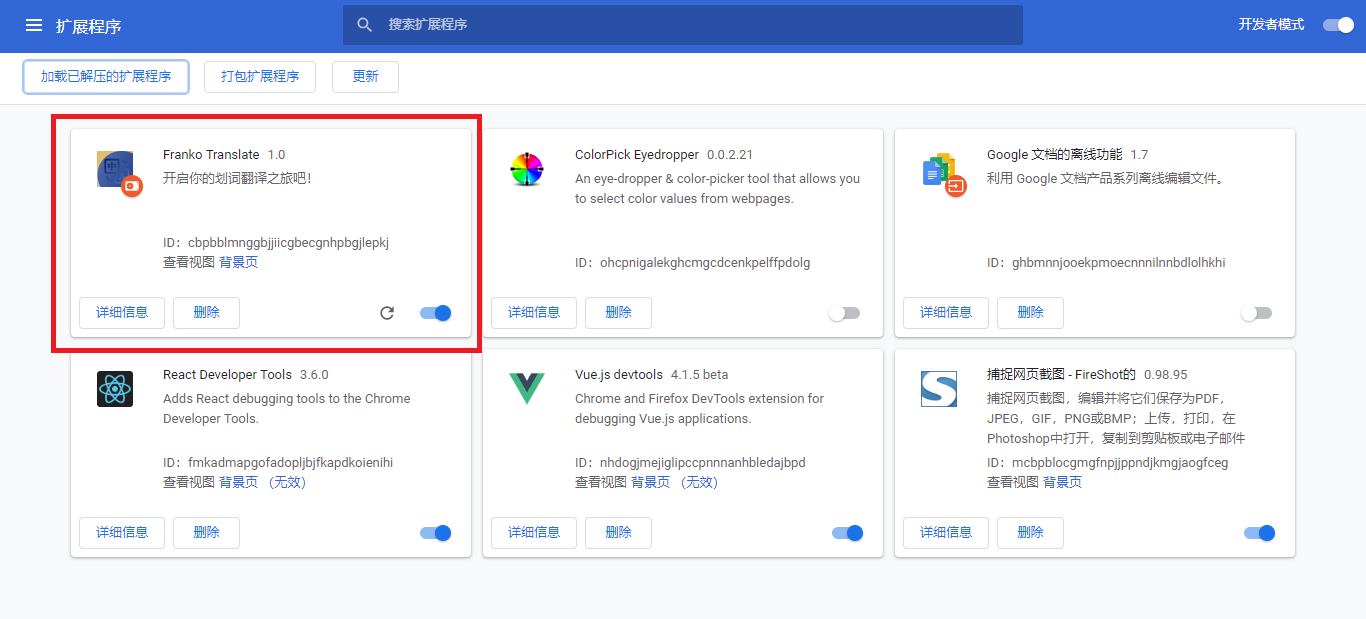 扩展程序
搜索扩展程序
开发者模式
加载已解压的扩展程序
打包扩展程序
更新
Franko Translate 1.0
开启你的划词翻译之旅吧！
ID：cbpbblmnggbjjiicgbecgnhpbgjlepkj
查看视图 背景页
详细信息
删除
ColorPick Eyedropper 0.0.2.21
An eye-dropper & color-picker tool that allows you
to select color values from webpages.
ID：ohcpnigalekghcmgcdcenkpelffpdolg
详细信息
删除
Google 文档的离线功能 1.7
利用 Google 文档产品系列离线编辑文件。
ID：ghbmnnjooekpmoecnnnilnnbdlolhkhi
详细信息
删除
React Developer Tools 3.6.0
Adds React debugging tools to the Chrome
Developer Tools.
ID：fmkadmapgofadopljbjfkapdkoienihi
查看视图 背景页 （无效）
详细信息
删除
Vue.js devtools 4.1.5 beta
Chrome and Firefox DevTools extension for
debugging Vue.js applications.
ID：nhdogjmejiglipccpnnnanhbledajbpd
查看视图 背景页 （无效）
详细信息
删除
捕捉网页截图 - FireShot的 0.98.95
捕捉网页截图，编辑并将它们保存为PDF，
JPEG，GIF，PNG或BMP；上传，打印，在
Photoshop中打开，复制到剪贴板或电子邮件
ID：mcbpblocgmgfnpjjppndjkmgjaogfceg
查看视图 背景页
详细信息
删除